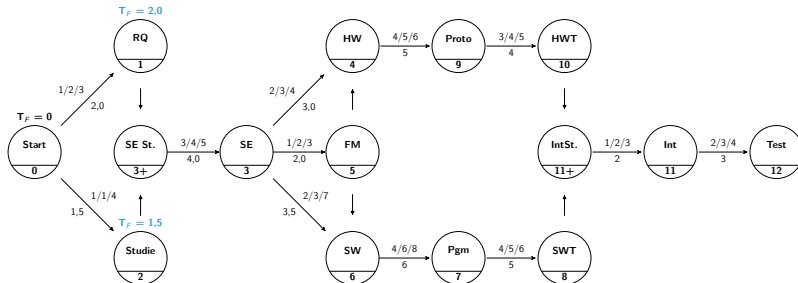 T_F = 2,0
RQ
1
1/2/3
2,0
T_F = 0
Start
0
1/1/4
1,5
T_F = 1,5
Studie
2
SE St.
3+
3/4/5
4,0
SE
3
2/3/4
3,0
1/2/3
2,0
2/3/7
3,5
HW
4
4/5/6
5
Proto
9
3/4/5
4
HWT
10
FM
5
SW
6
4/6/8
6
Pgm
7
4/5/6
5
SWT
8
IntSt.
11+
1/2/3
2
Int
11
2/3/4
3
Test
12